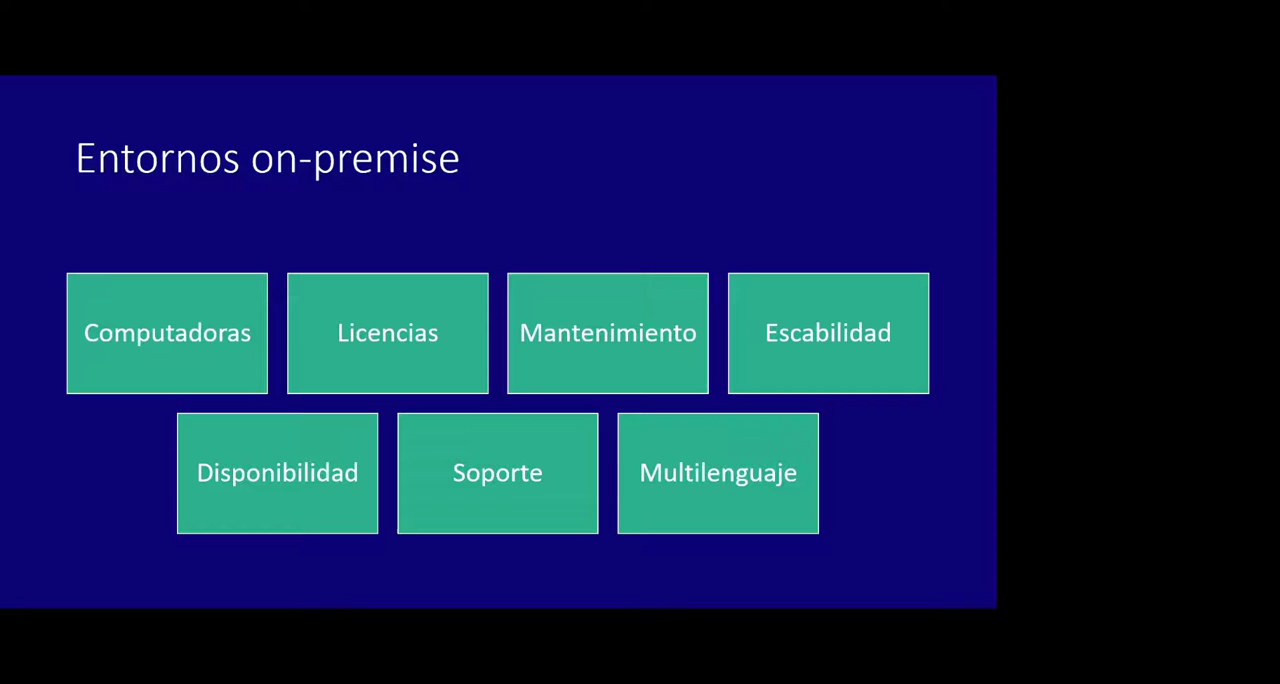 Entornos on-premise
Computadoras
Licencias
Mantenimiento
Escabilidad
Disponibilidad
Soporte
Multilenguaje